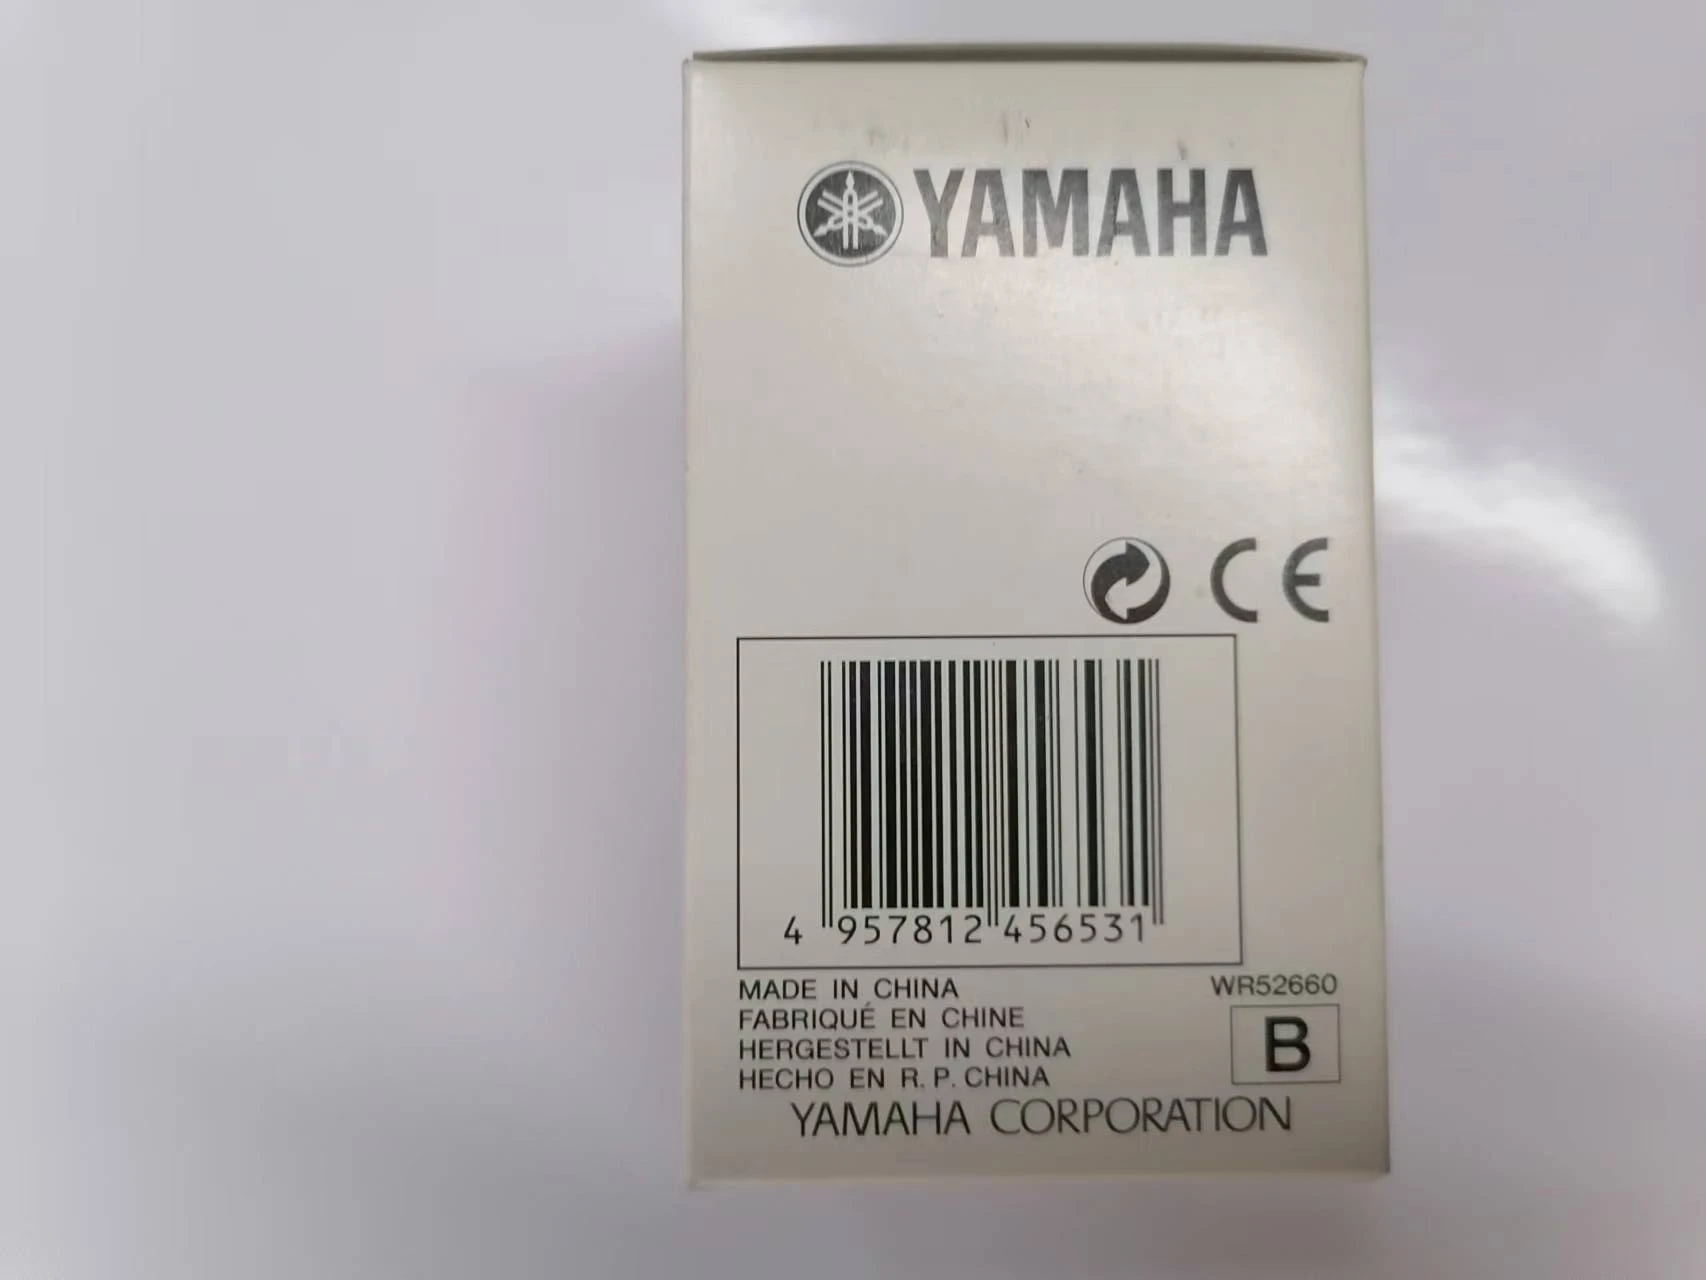 YAMAHA
CE
4 957812 456531
MADE IN CHINA
WR52660
FABRIQUÉ EN CHINE
HERGESTELLT IN CHINA
HECHO EN R. P. CHINA
B
YAMAHA CORPORATION